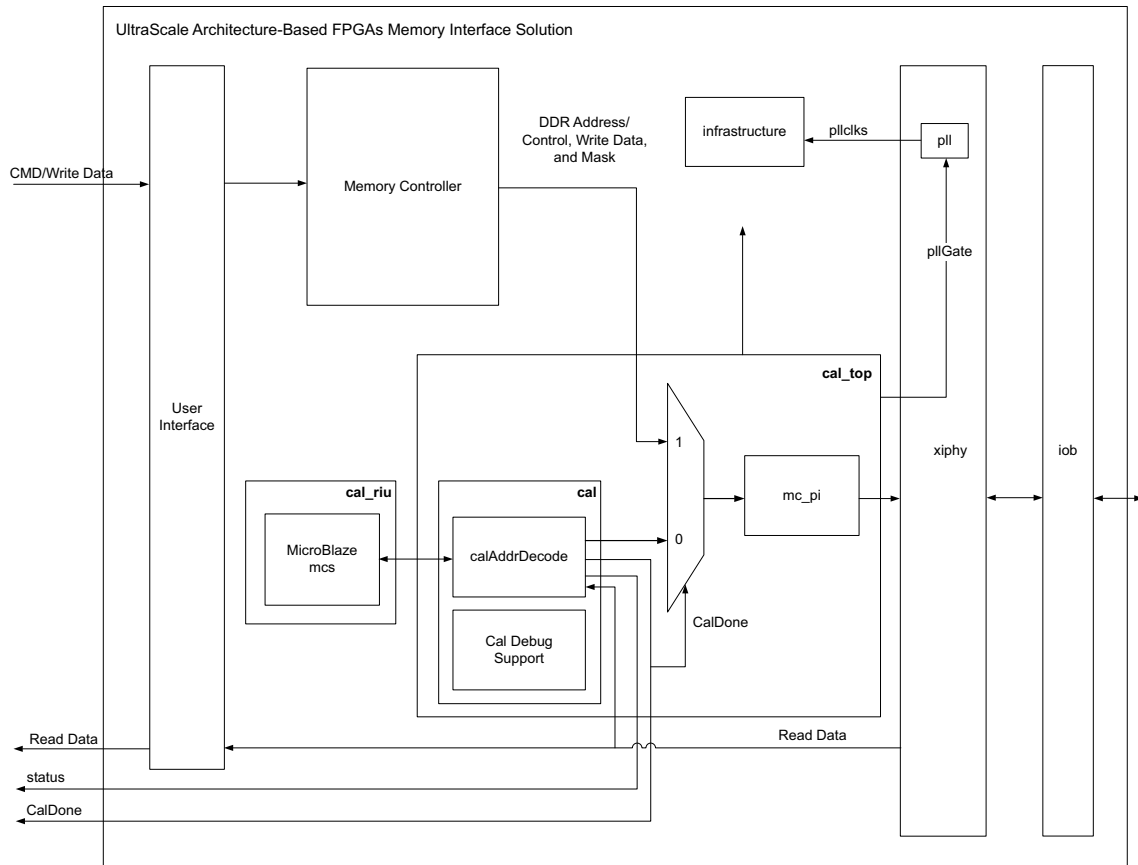 UltraScale Architecture-Based FPGAs Memory Interface Solution
CMD/Write Data
User
Interface
Memory Controller
DDR Address/
Control, Write Data,
and Mask
infrastructure
pllclks
pll
pllGate
cal_top
xiphy
iob
1
0
mc_pi
cal_riu
MicroBlaze
mcs
cal
calAddrDecode
Cal Debug
Support
CalDone
Read Data
Read Data
status
CalDone